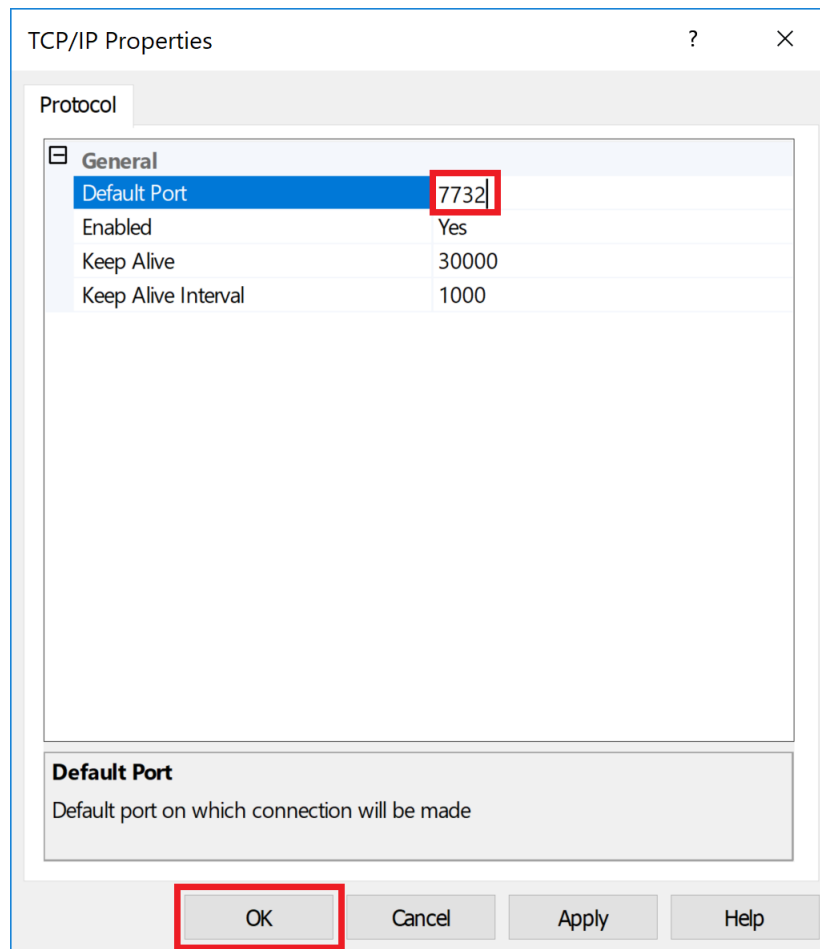 TCP/IP Properties ?
Protocol
General
Default Port 7732
Enabled Yes
Keep Alive 30000
Keep Alive Interval 1000
Default Port
Default port on which connection will be made
OK Cancel Apply Help